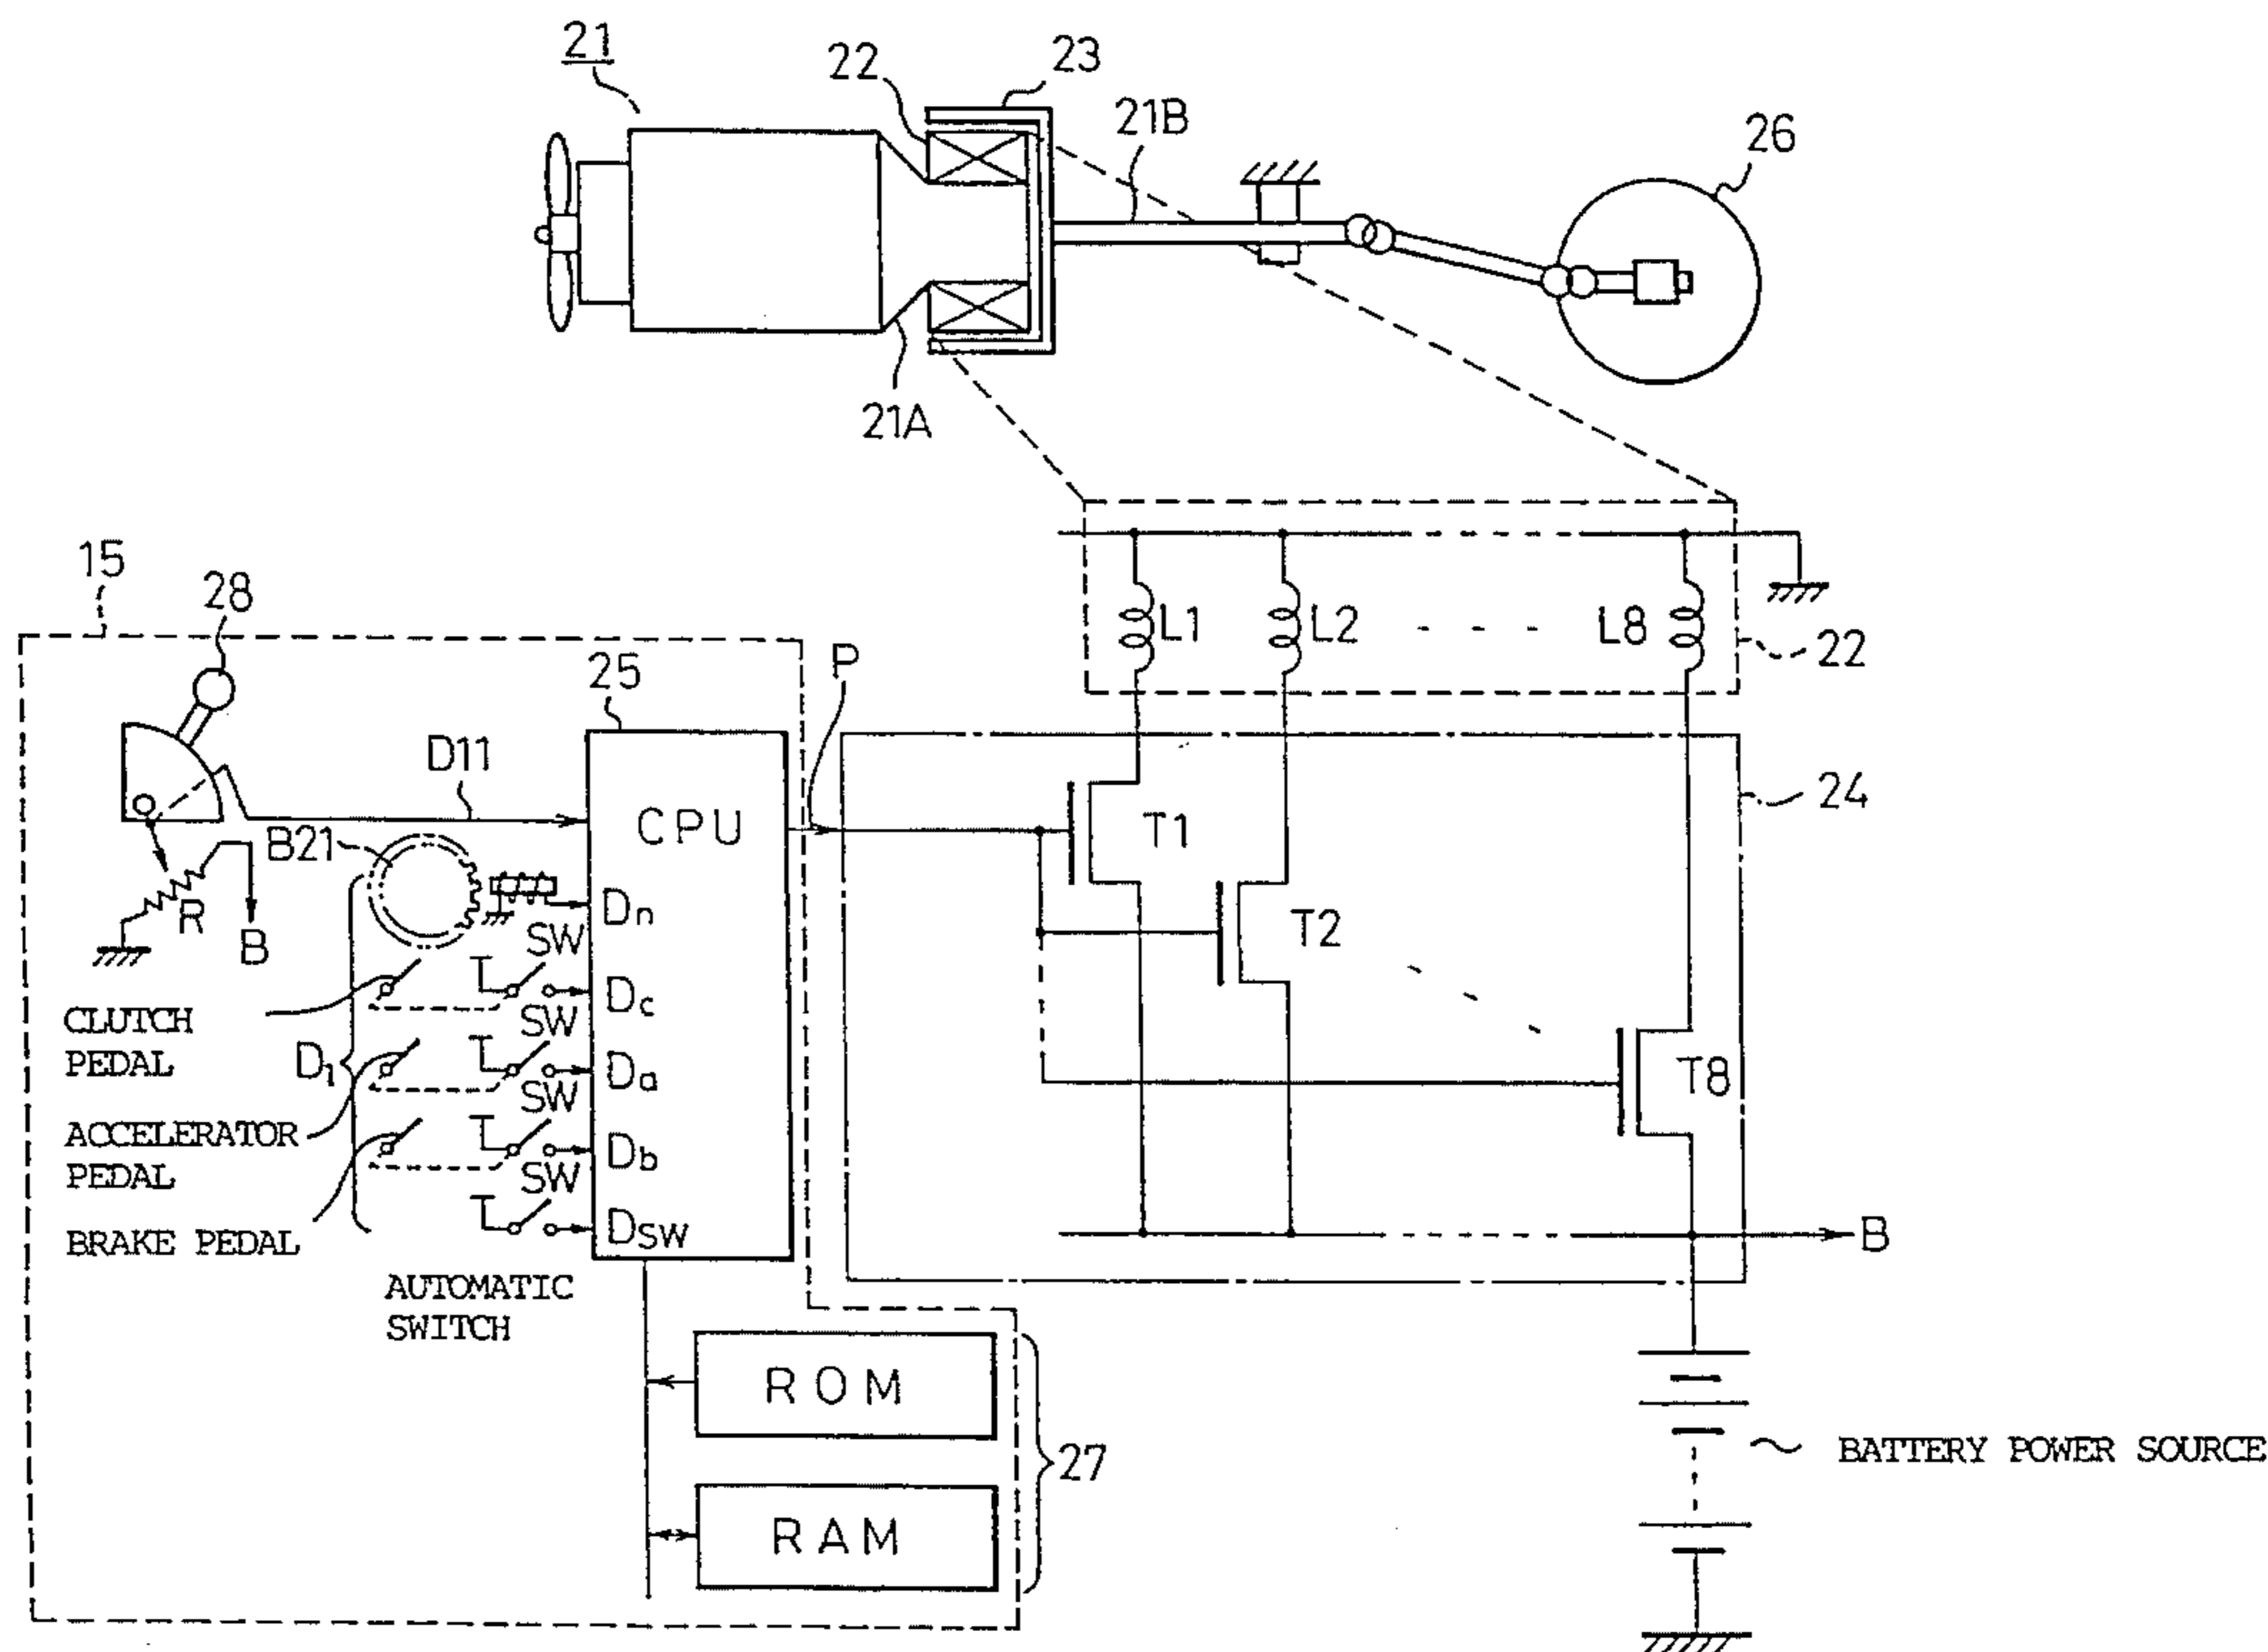 21
22
23
21B
26
21A
15
28
25
P
L1
L2
L8
22
D11
CPU
T1
24
B21
R
B
Dn
SW
T2
Dc
CLUTCH
PEDAL
SW
D1
Da
T8
SW
ACCELERATOR
PEDAL
Db
SW
BRAKE PEDAL
DSW
B
AUTOMATIC
SWITCH
ROM
27
BATTERY POWER SOURCE
RAM